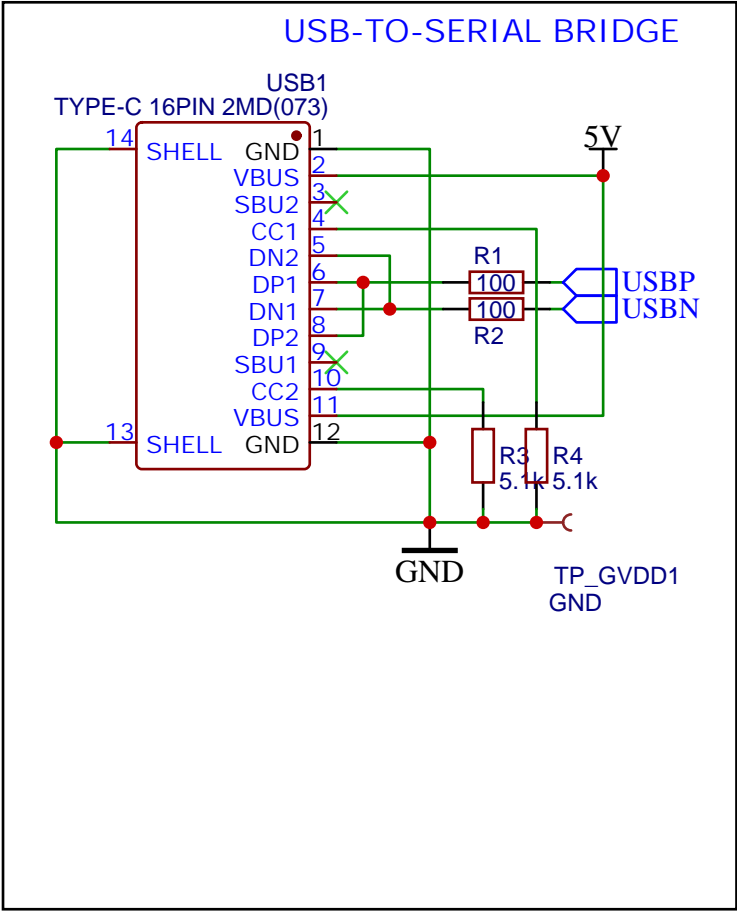 USB-TO-SERIAL BRIDGE
USB1
TYPE-C 16PIN 2MD(073)
14 SHELL GND 1
VBUS 2
SBU2 3
CC1 4
DN2 5
DP1 6
DN1 7
DP2 8
SBU1 9
CC2 10
VBUS 11
13 SHELL GND 12
5V
R1
100
USBP
100
USBN
R2
R3
5.1k
R4
5.1k
GND
TP_GVDD1
GND